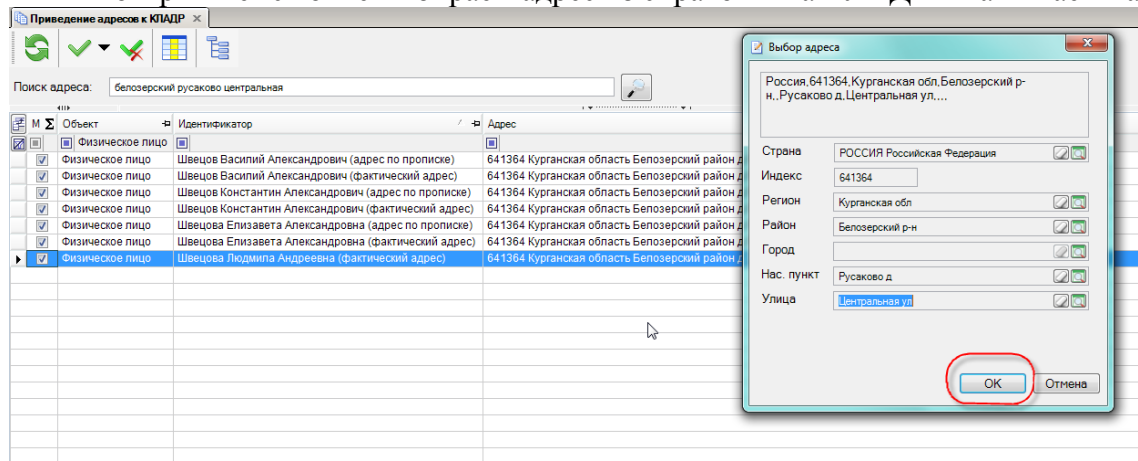 Приведение адресов к КЛАДР
Поиск адреса: белозерский русаково центральная
М Σ Объект Идентификатор Адрес
Физическое лицо
Физическое лицо Швецов Василий Александрович (адрес по прописке) 641364 Курганская область Белозерский район д
Физическое лицо Швецов Василий Александрович (фактический адрес) 641364 Курганская область Белозерский район д
Физическое лицо Швецов Константин Александрович (адрес по прописке) 641364 Курганская область Белозерский район д
Физическое лицо Швецов Константин Александрович (фактический адрес) 641364 Курганская область Белозерский район д
Физическое лицо Швецова Елизавета Александровна (адрес по прописке) 641364 Курганская область Белозерский район д
Физическое лицо Швецова Елизавета Александровна (фактический адрес) 641364 Курганская область Белозерский район д
Физическое лицо Швецова Людмила Андреевна (фактический адрес) 641364 Курганская область Белозерский район д
Выбор адреса
Россия,641364,Курганская обл,Белозерский р-
н,,Русаково д,Центральная ул,,,,
Страна РОССИЯ Российская Федерация
Индекс 641364
Регион Курганская обл
Район Белозерский р-н
Город
Нас. пункт Русаково д
Улица Центральная ул
OK Отмена